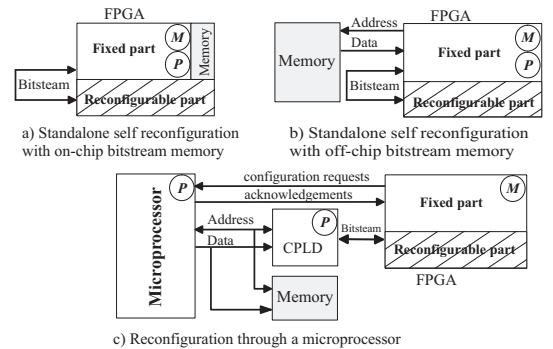 FPGA
Fixed part
M
P
Memory
Bitsteam
Reconfigurable part
a) Standalone self reconfiguration
with on-chip bitstream memory
FPGA
Address
Data
Memory
Fixed part
M
P
Bitsteam
Reconfigurable part
b) Standalone self reconfiguration
with off-chip bitstream memory
Microprocessor
P
configuration requests
acknowledgements
Address
Data
P
CPLD
Memory
Bitsteam
M
Fixed part
Reconfigurable part
FPGA
c) Reconfiguration through a microprocessor